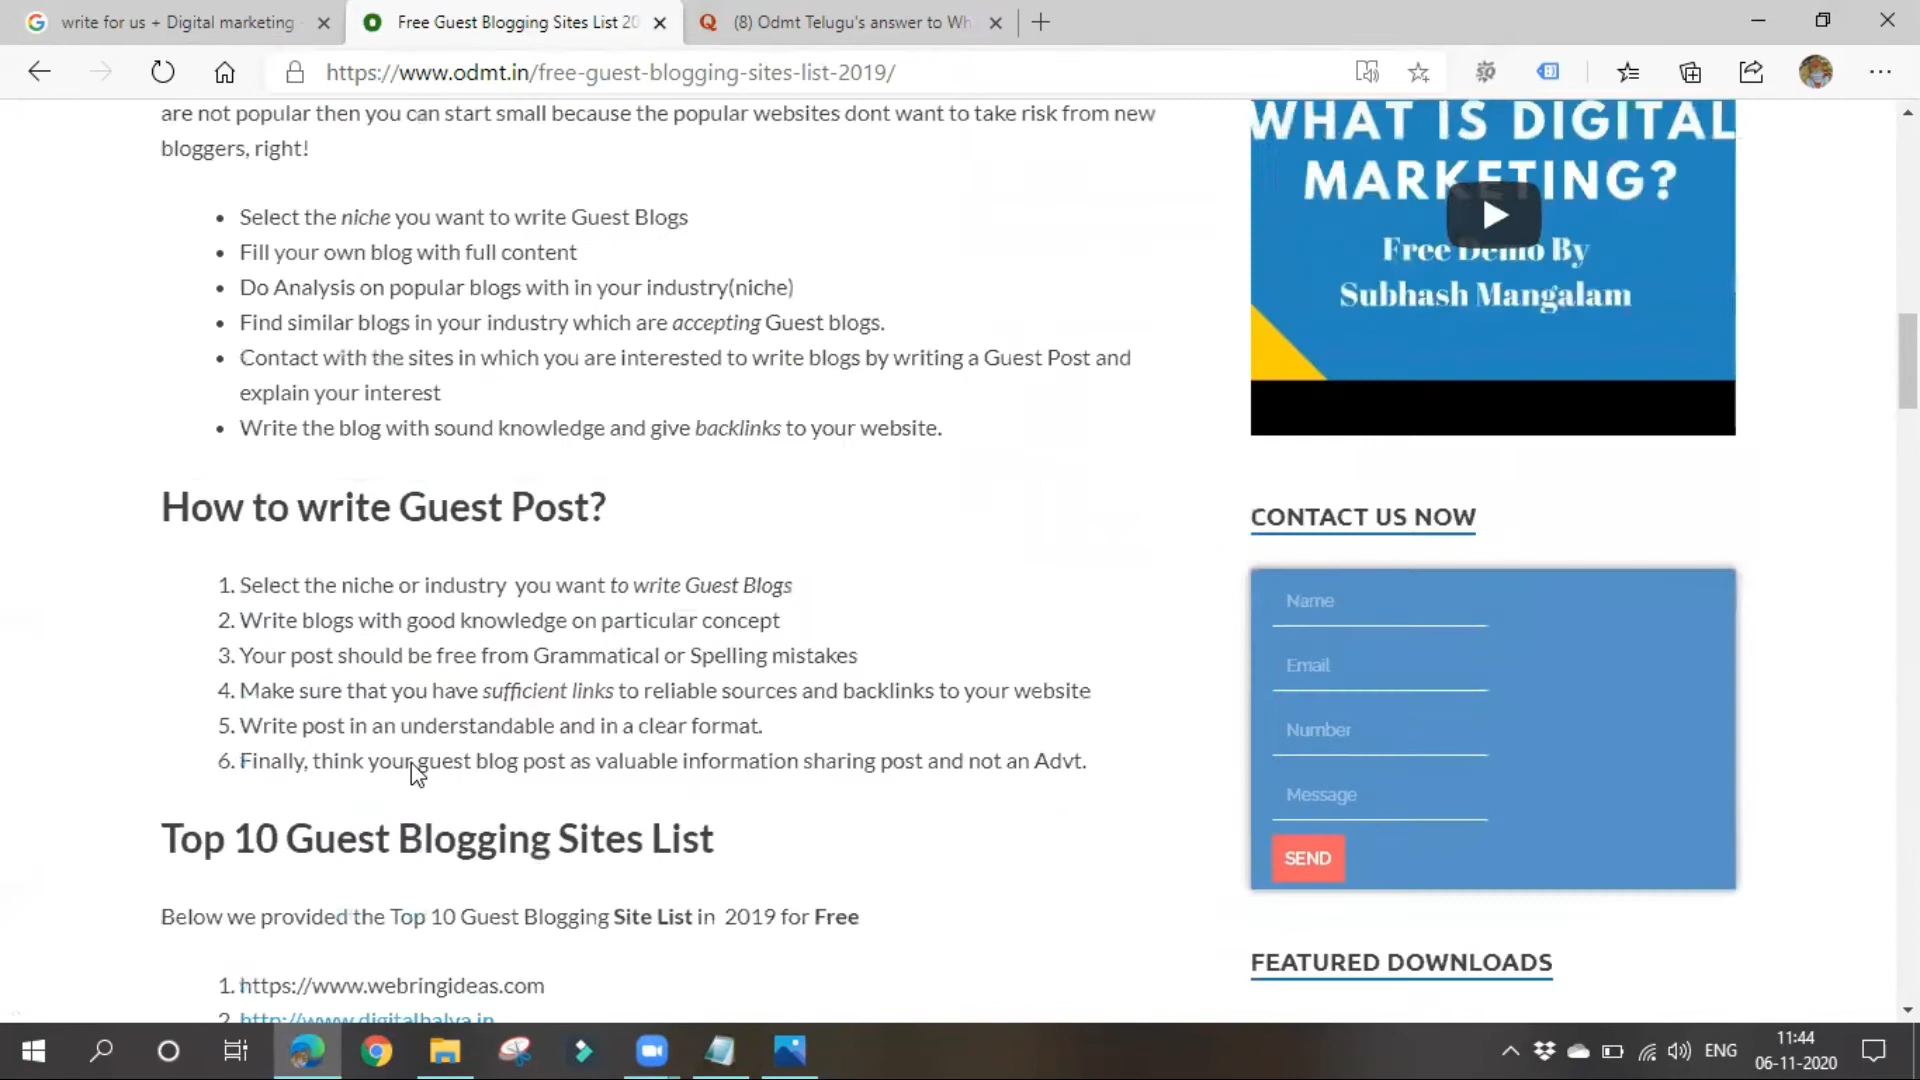 write for us + Digital marketing
Free Guest Blogging Sites List 20
(8) Odmt Telugu's answer to Wh
https://www.odmt.in/free-guest-blogging-sites-list-2019/
are not popular then you can start small because the popular websites dont want to take risk from new
bloggers, right!
• Select the niche you want to write Guest Blogs
• Fill your own blog with full content
• Do Analysis on popular blogs with in your industry(niche)
• Find similar blogs in your industry which are accepting Guest blogs.
• Contact with the sites in which you are interested to write blogs by writing a Guest Post and
explain your interest
• Write the blog with sound knowledge and give backlinks to your website.
How to write Guest Post?
1. Select the niche or industry you want to write Guest Blogs
2. Write blogs with good knowledge on particular concept
3. Your post should be free from Grammatical or Spelling mistakes
4. Make sure that you have sufficient links to reliable sources and backlinks to your website
5. Write post in an understandable and in a clear format.
6. Finally, think your guest blog post as valuable information sharing post and not an Advt.
Top 10 Guest Blogging Sites List
Below we provided the Top 10 Guest Blogging Site List in 2019 for Free
1. https://www.webringideas.com
2. http://www.digitalhalva.in
WHAT IS DIGITAL
MARKETING?
Free Demo By
Subhash Mangalam
CONTACT US NOW
Name
Email
Number
Message
SEND
FEATURED DOWNLOADS
ENG
11:44
06-11-2020